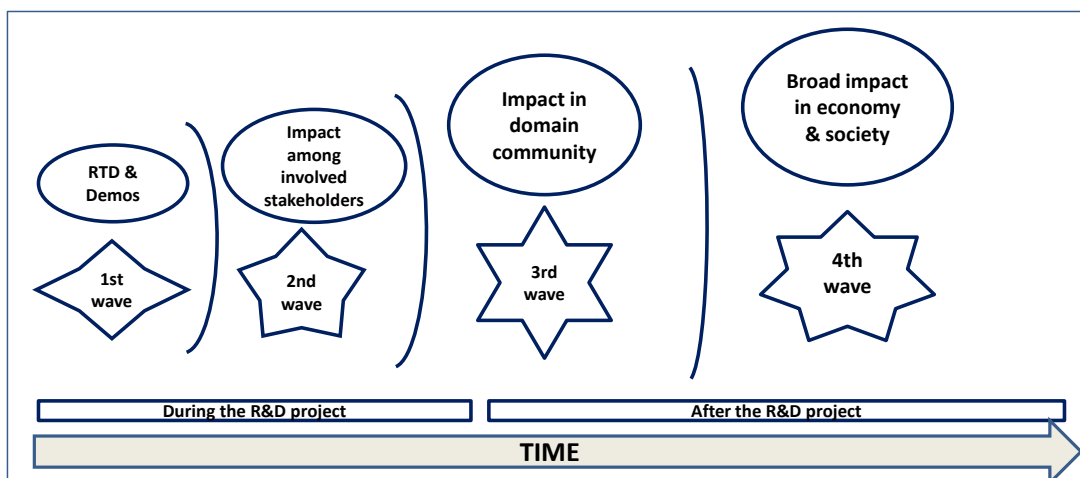 RTD &
Demos
1st
wave
Impact
among
involved
stakeholders
2nd
wave
Impact in
domain
community
3rd
wave
Broad impact
in economy
& society
4th
wave
During the R&D project
After the R&D project
TIME